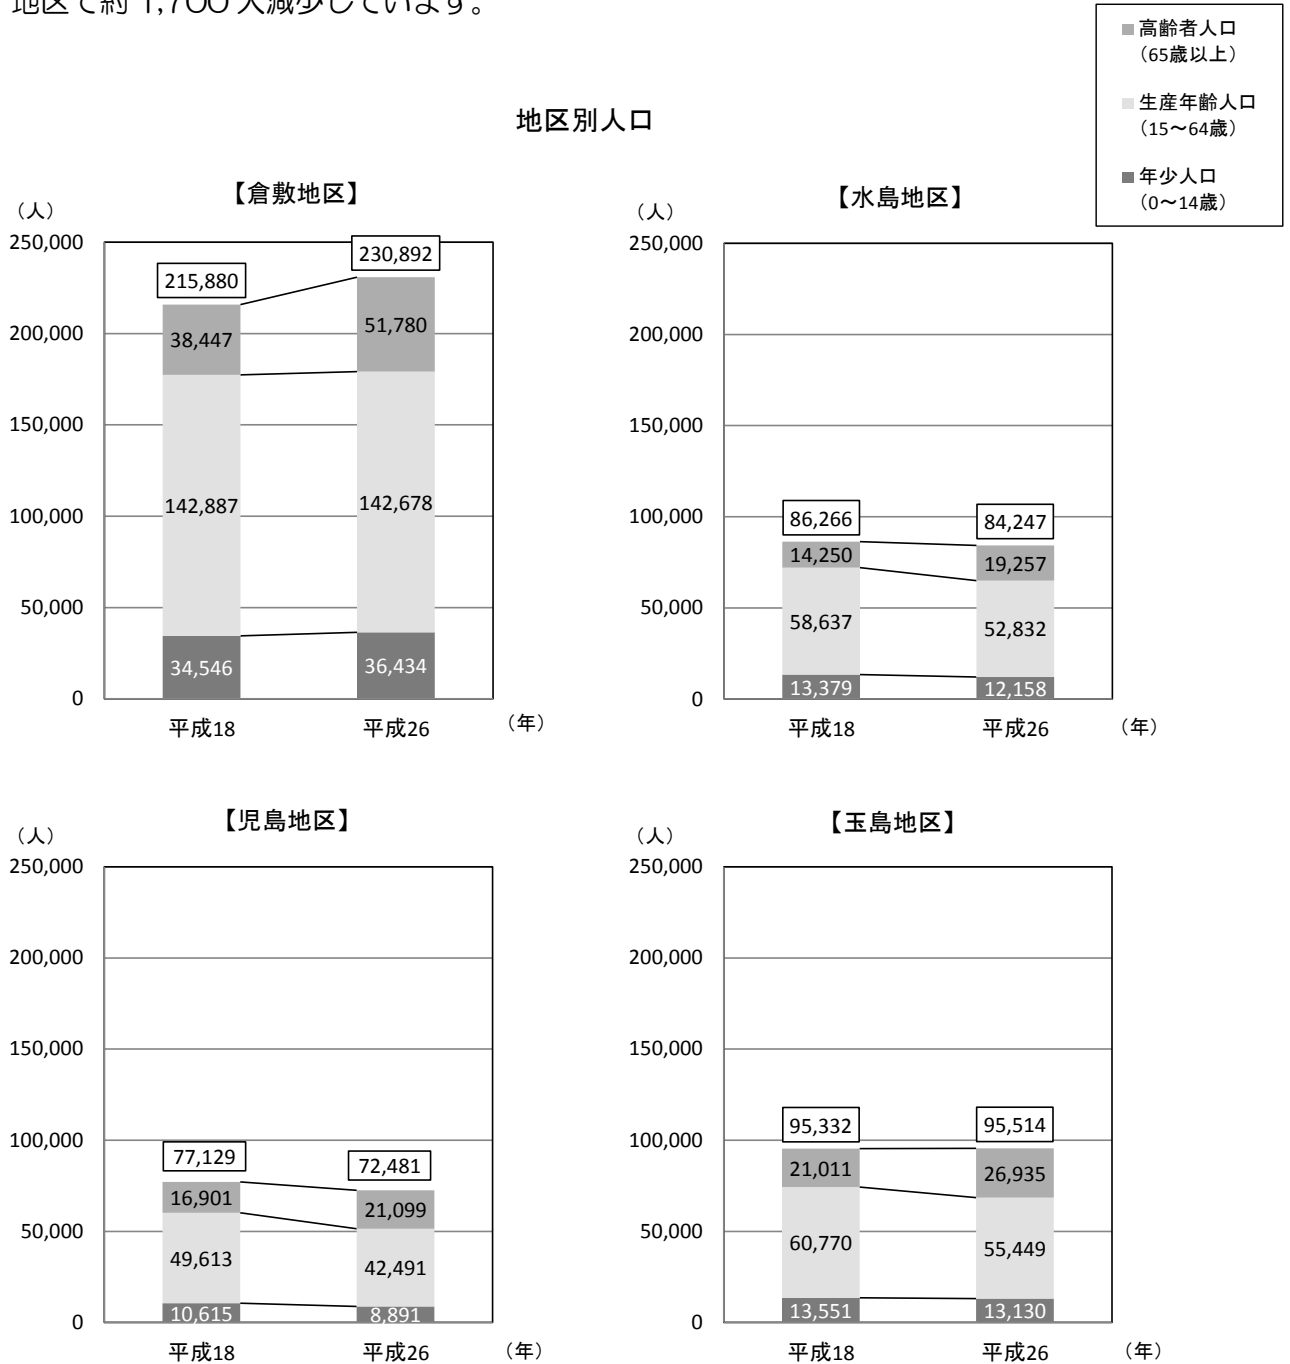 地区で約 1,700 人減少しています。
■高齢者人口
（65歳以上）
■生産年齢人口
（15～64歳）
■年少人口
（0～14歳）
地区別人口
【倉敷地区】
（人）
250,000
200,000
150,000
100,000
50,000
0
215,880
230,892
38,447
51,780
142,887
142,678
34,546
36,434
平成18
平成26
（年）
【水島地区】
（人）
250,000
200,000
150,000
100,000
50,000
0
86,266
84,247
14,250
19,257
58,637
52,832
13,379
12,158
平成18
平成26
（年）
【児島地区】
（人）
250,000
200,000
150,000
100,000
50,000
0
77,129
72,481
16,901
21,099
49,613
42,491
10,615
8,891
平成18
平成26
（年）
【玉島地区】
（人）
250,000
200,000
150,000
100,000
50,000
0
95,332
95,514
21,011
26,935
60,770
55,449
13,551
13,130
平成18
平成26
（年）